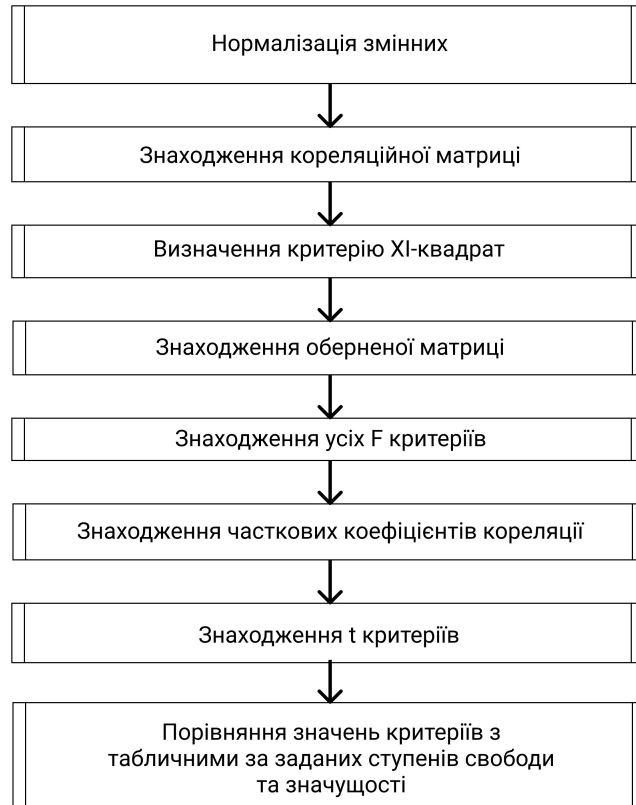 Нормалізація змінних
Знаходження кореляційної матриці
Визначення критерію XI-квадрат
Знаходження оберненої матриці
Знаходження усіх F критеріїв
Знаходження часткових коефіцієнтів кореляції
Знаходження t критеріїв
Порівняння значень критеріїв з
табличними за заданих ступенів свободи
та значущості